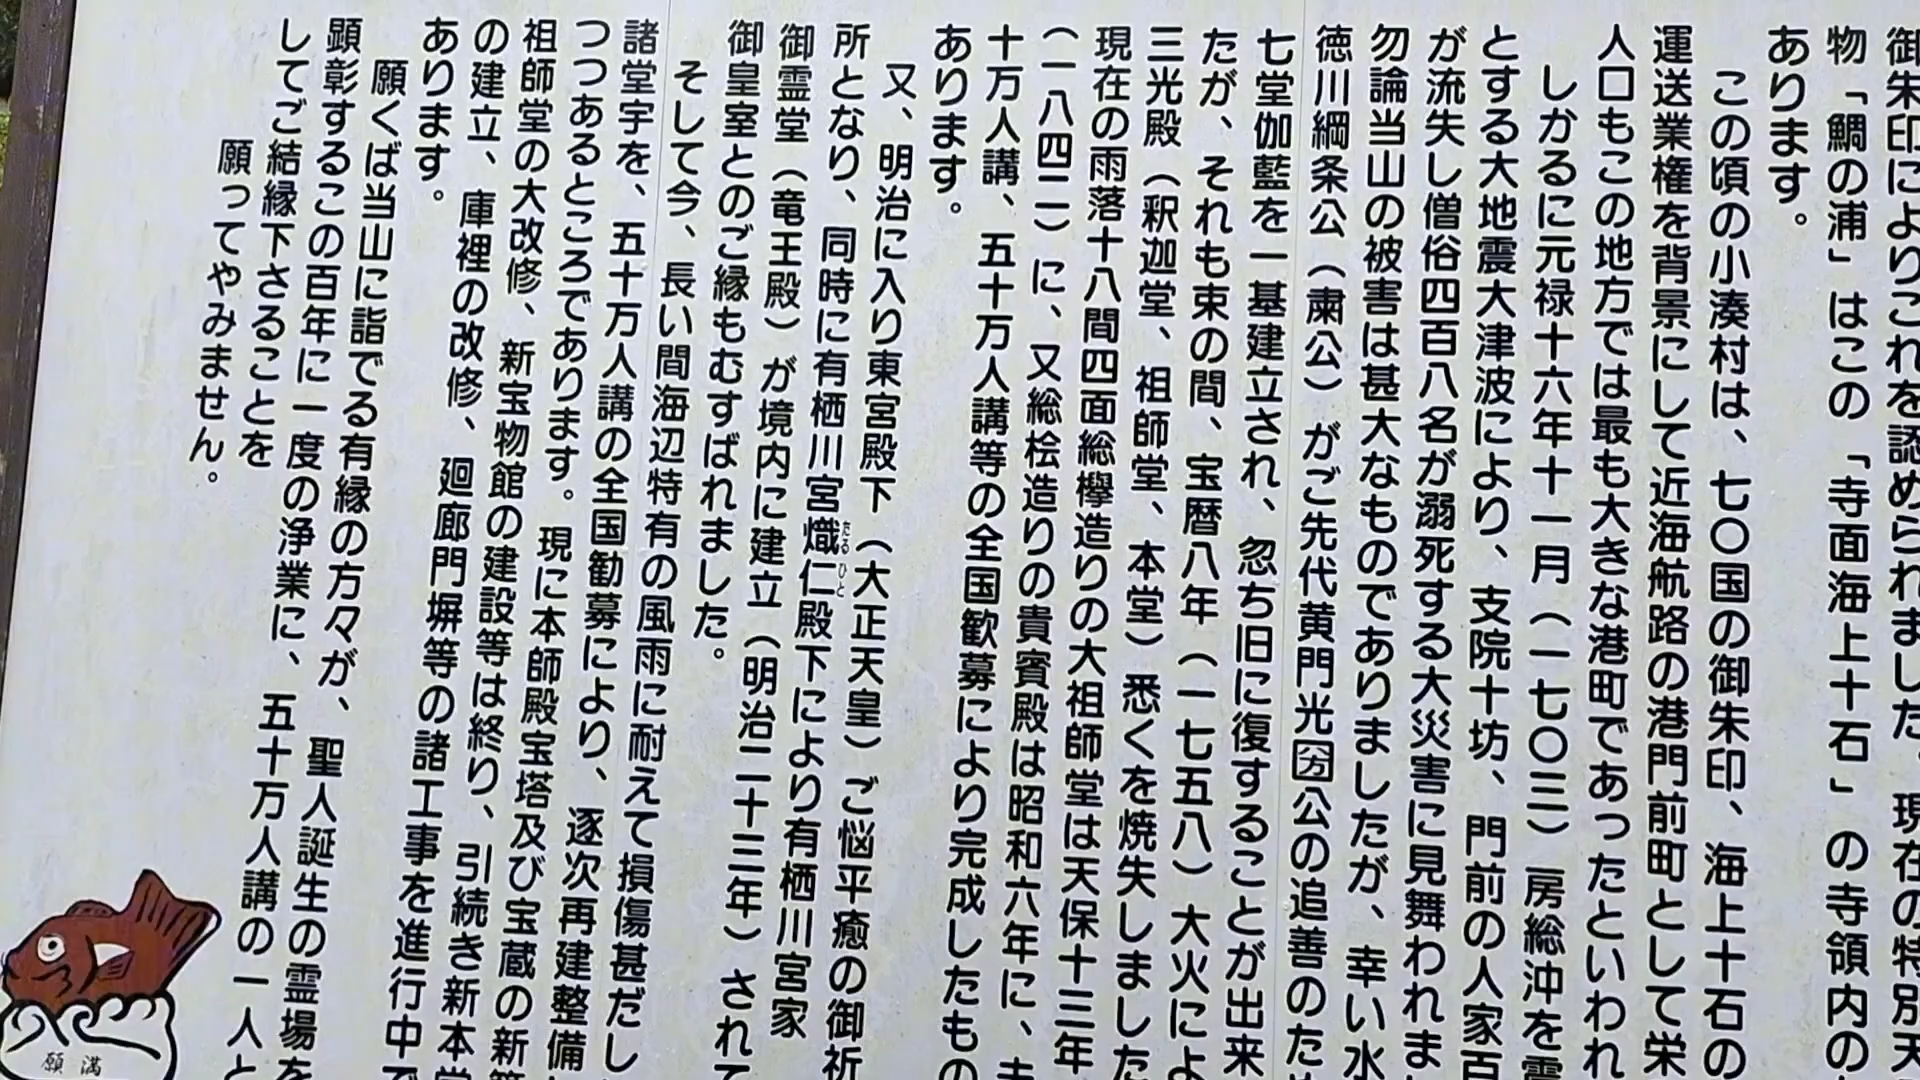 御朱印によりこれを認められました。現在の特別天
物「鯛の浦」はこの「寺面海上十石」の寺領内の
あります。
この頃の小湊村は、七〇国の御朱印、海上十石の
運送業権を背景にして近海航路の港門前町として栄
人口もこの地方では最も大きな港町であったといわれ
しかるに元禄十六年十一月（一七〇三）房総沖を震
とする大地震大津波により、支院十坊、門前の人家百
が流失し僧俗四百八名が溺死する大災害に見舞われま
勿論当山の被害は甚大なものでありましたが、幸い水
徳川綱条公（粛公）がご先代黄門光圀公の追善のため
七堂伽藍を一基建立され、忽ち旧に復することが出来
たが、それも束の間、宝暦八年（一七五八）大火によ
三光殿（釈迦堂、祖師堂、本堂）悉くを焼失しました
現在の雨落十八間四面総欅造りの大祖師堂は天保十三年
（一八四二）に、又総桧造りの貴賓殿は昭和六年に、夫
十万人講、五十万人講等の全国歓募により完成したもの
あります。
又、明治に入り東宮殿下（大正天皇）ご悩平癒の御祈
所となり、同時に有栖川宮熾仁殿下により有栖川宮家
たるひと
御霊堂（竜王殿）が境内に建立（明治二十三年）されて
御皇室とのご縁もむすばれました。
そして今、長い間海辺特有の風雨に耐えて損傷甚だし
諸堂宇を、五十万人講の全国勧募により、逐次再建整備
つつあるところであります。現に本師殿宝塔及び宝蔵の新築
祖師堂の大改修、新宝物館の建設等は終り、引続き新本堂
の建立、庫裡の改修、廻廊門塀等の諸工事を進行中で
あります。
願くば当山に詣でる有縁の方々が、聖人誕生の霊場を
顕彰するこの百年に一度の浄業に、五十万人講の一人と
してご結縁下さることを
願ってやみません。
願満